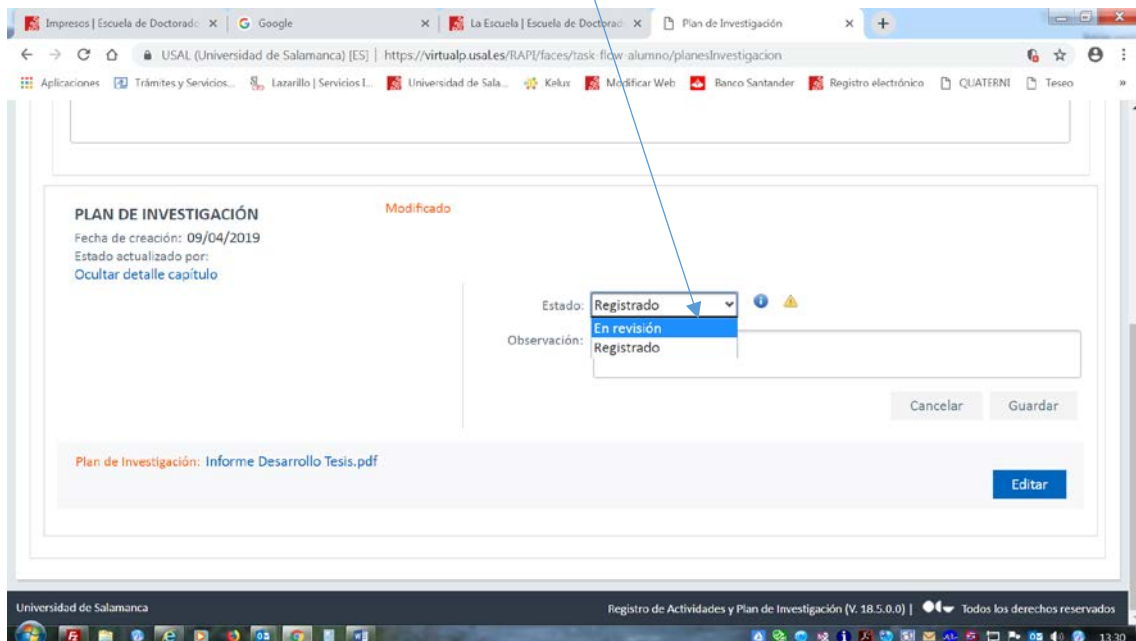 Impresos | Escuela de Doctorado
Google
La Escuela | Escuela de Doctorad
Plan de Investigación
USAL (Universidad de Salamanca) [ES] | https://virtualp.usal.es/RAPI/faces/task-flow-alumno/planesInvestigacion
Aplicaciones Trámites y Servicios... Lazarillo | Servicios I... Universidad de Sala... Kelux Modificar Web Banco Santander Registro electrónico QUATERNI Teseo »
PLAN DE INVESTIGACIÓN Modificado
Fecha de creación: 09/04/2019
Estado actualizado por:
Ocultar detalle capítulo
Estado: Registrado
En revisión
Observación:
Registrado
Cancelar Guardar
Plan de Investigación: Informe Desarrollo Tesis.pdf
Editar
Universidad de Salamanca Registro de Actividades y Plan de Investigación (V. 18.5.0.0) | Todos los derechos reservados
13:30